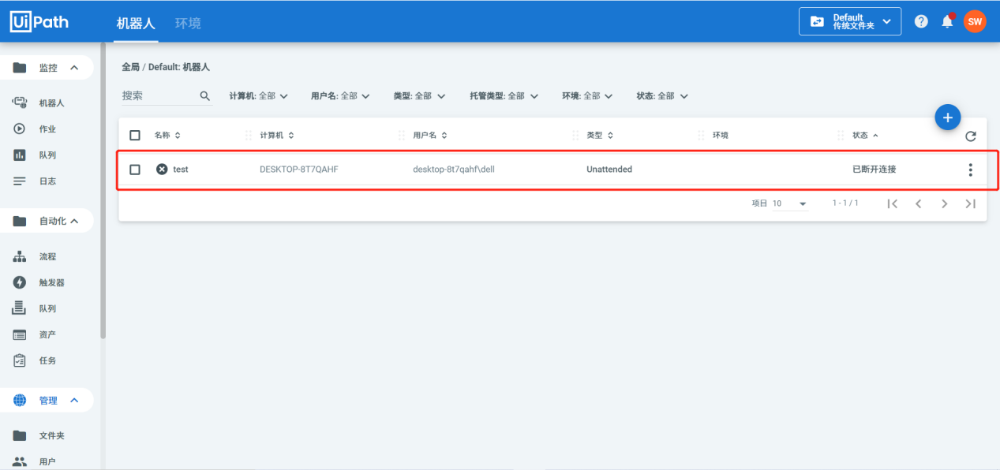 UiPath
机器人 环境
Default
传统文件夹
SW
监控
机器人
作业
队列
日志
自动化
流程
触发器
队列
资产
任务
管理
文件夹
用户
全局 / Default: 机器人
搜索 计算机: 全部 用户名: 全部 类型: 全部 托管类型: 全部 环境: 全部 状态: 全部
名称 计算机 用户名 类型 环境 状态
test DESKTOP-8T7QAHF desktop-8t7qahf\dell Unattended 已断开连接
项目 10 1 - 1 / 1